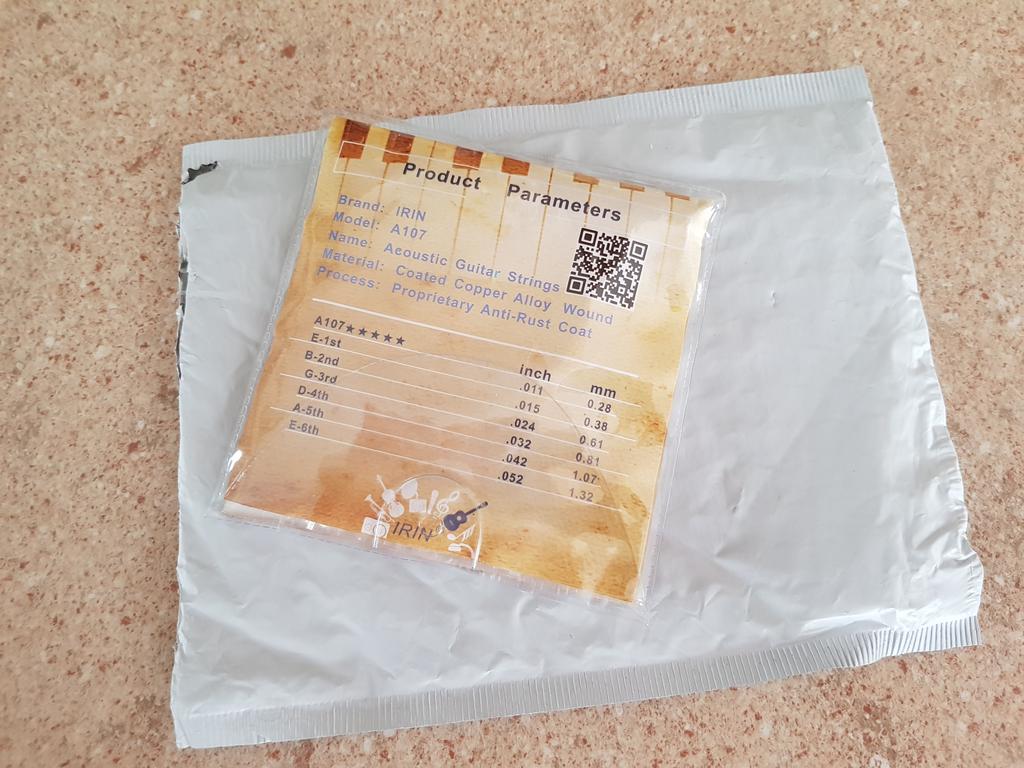 Product Parameters
Brand: IRIN
Model: A107
Name: Acoustic Guitar Strings
Material: Coated Copper Alloy Wound
Process: Proprietary Anti-Rust Coat
A107★★★★★ inch mm
E-1st .011 0.28
B-2nd .015 0.38
G-3rd .024 0.61
D-4th .032 0.81
A-5th .042 1.07
E-6th .052 1.32
IRIN